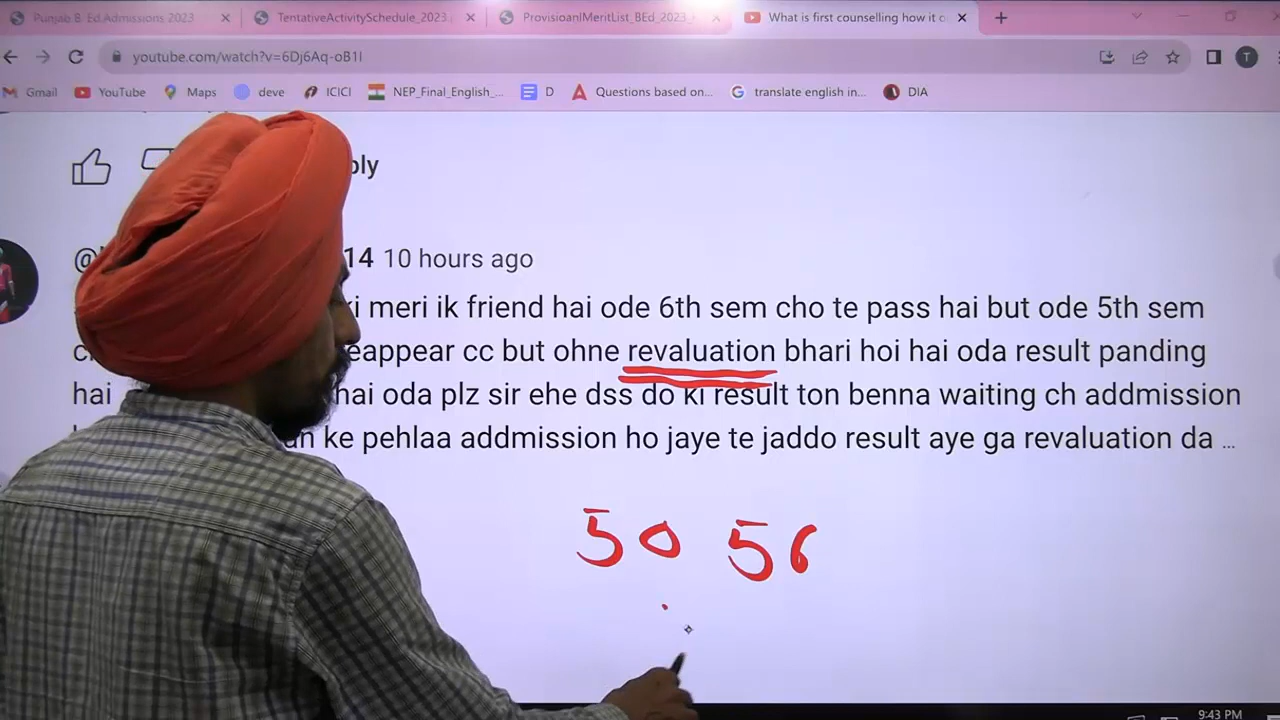 Punjab B. Ed.Admissions 2023
TentativeActivitySchedule_2023.
ProvisioanlMeritList_BEd_2023_
What is first counselling how it o
youtube.com/watch?v=6Dj6Aq-oB1I
Gmail
YouTube
Maps
deve
ICICI
NEP_Final_English_...
D
Questions based on...
translate english in...
DIA
14 10 hours ago
meri ik friend hai ode 6th sem cho te pass hai but ode 5th sem
eappear cc but ohne revaluation bhari hoi hai oda result panding
hai hai oda plz sir ehe dss do ki result ton benna waiting ch addmission
ke pehlaa addmission ho jaye te jaddo result aye ga revaluation da ...
50 56
9:43 PM